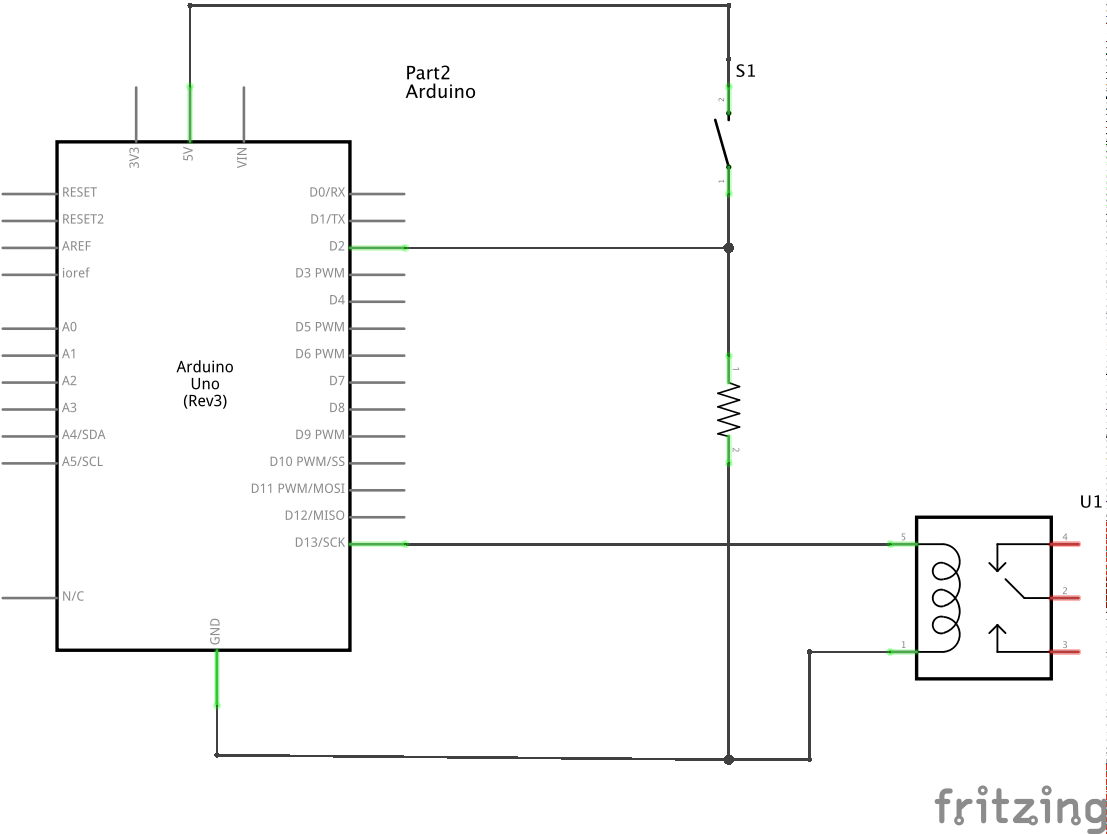 Part2
Arduino
S1
2
1
3V3
5V
VIN
RESET
D0/RX
RESET2
D1/TX
AREF
D2
ioref
D3 PWM
D4
A0
D5 PWM
A1
D6 PWM
Arduino
Uno
(Rev3)
A2
D7
A3
D8
A4/SDA
D9 PWM
A5/SCL
D10 PWM/SS
D11 PWM/MOSI
D12/MISO
D13/SCK
N/C
GND
1
2
U1
5
4
2
1
3
fritzing